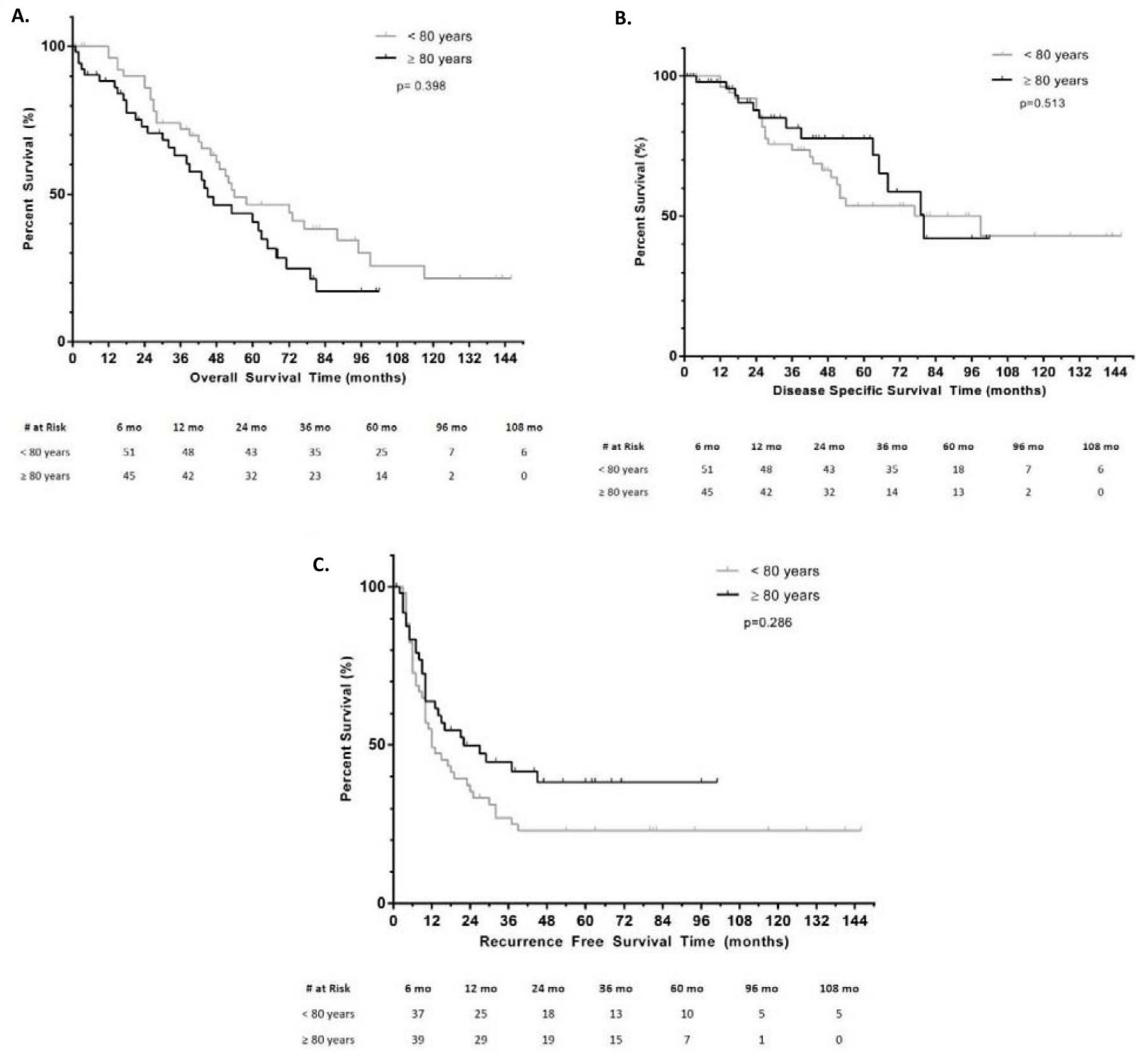 A.
< 80 years
≥ 80 years
p= 0.398
Percent Survival (%)
100
50
0
0 12 24 36 48 60 72 84 96 108 120 132 144
Overall Survival Time (months)
# at Risk 6 mo 12 mo 24 mo 36 mo 60 mo 96 mo 108 mo
< 80 years 51 48 43 35 25 7 6
≥ 80 years 45 42 32 23 14 2 0
B.
< 80 years
≥ 80 years
p=0.513
Percent Survival (%)
100
50
0
0 12 24 36 48 60 72 84 96 108 120 132 144
Disease Specific Survival Time (months)
# at Risk 6 mo 12 mo 24 mo 36 mo 60 mo 96 mo 108 mo
< 80 years 51 48 43 35 18 7 6
≥ 80 years 45 42 32 14 13 2 0
C.
< 80 years
≥ 80 years
p=0.286
Percent Survival (%)
100
50
0
0 12 24 36 48 60 72 84 96 108 120 132 144
Recurrence Free Survival Time (months)
# at Risk 6 mo 12 mo 24 mo 36 mo 60 mo 96 mo 108 mo
< 80 years 37 25 18 13 10 5 5
≥ 80 years 39 29 19 15 7 1 0